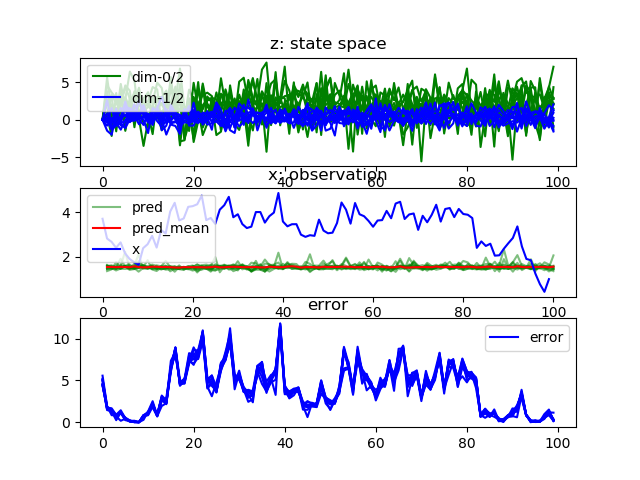 z: state space
5
0
−5
dim-0/2
dim-1/2
0 20 40 60 80 100
x: observation
4
2
pred
pred_mean
x
0 20 40 60 80 100
error
10
5
0
error
0 20 40 60 80 100